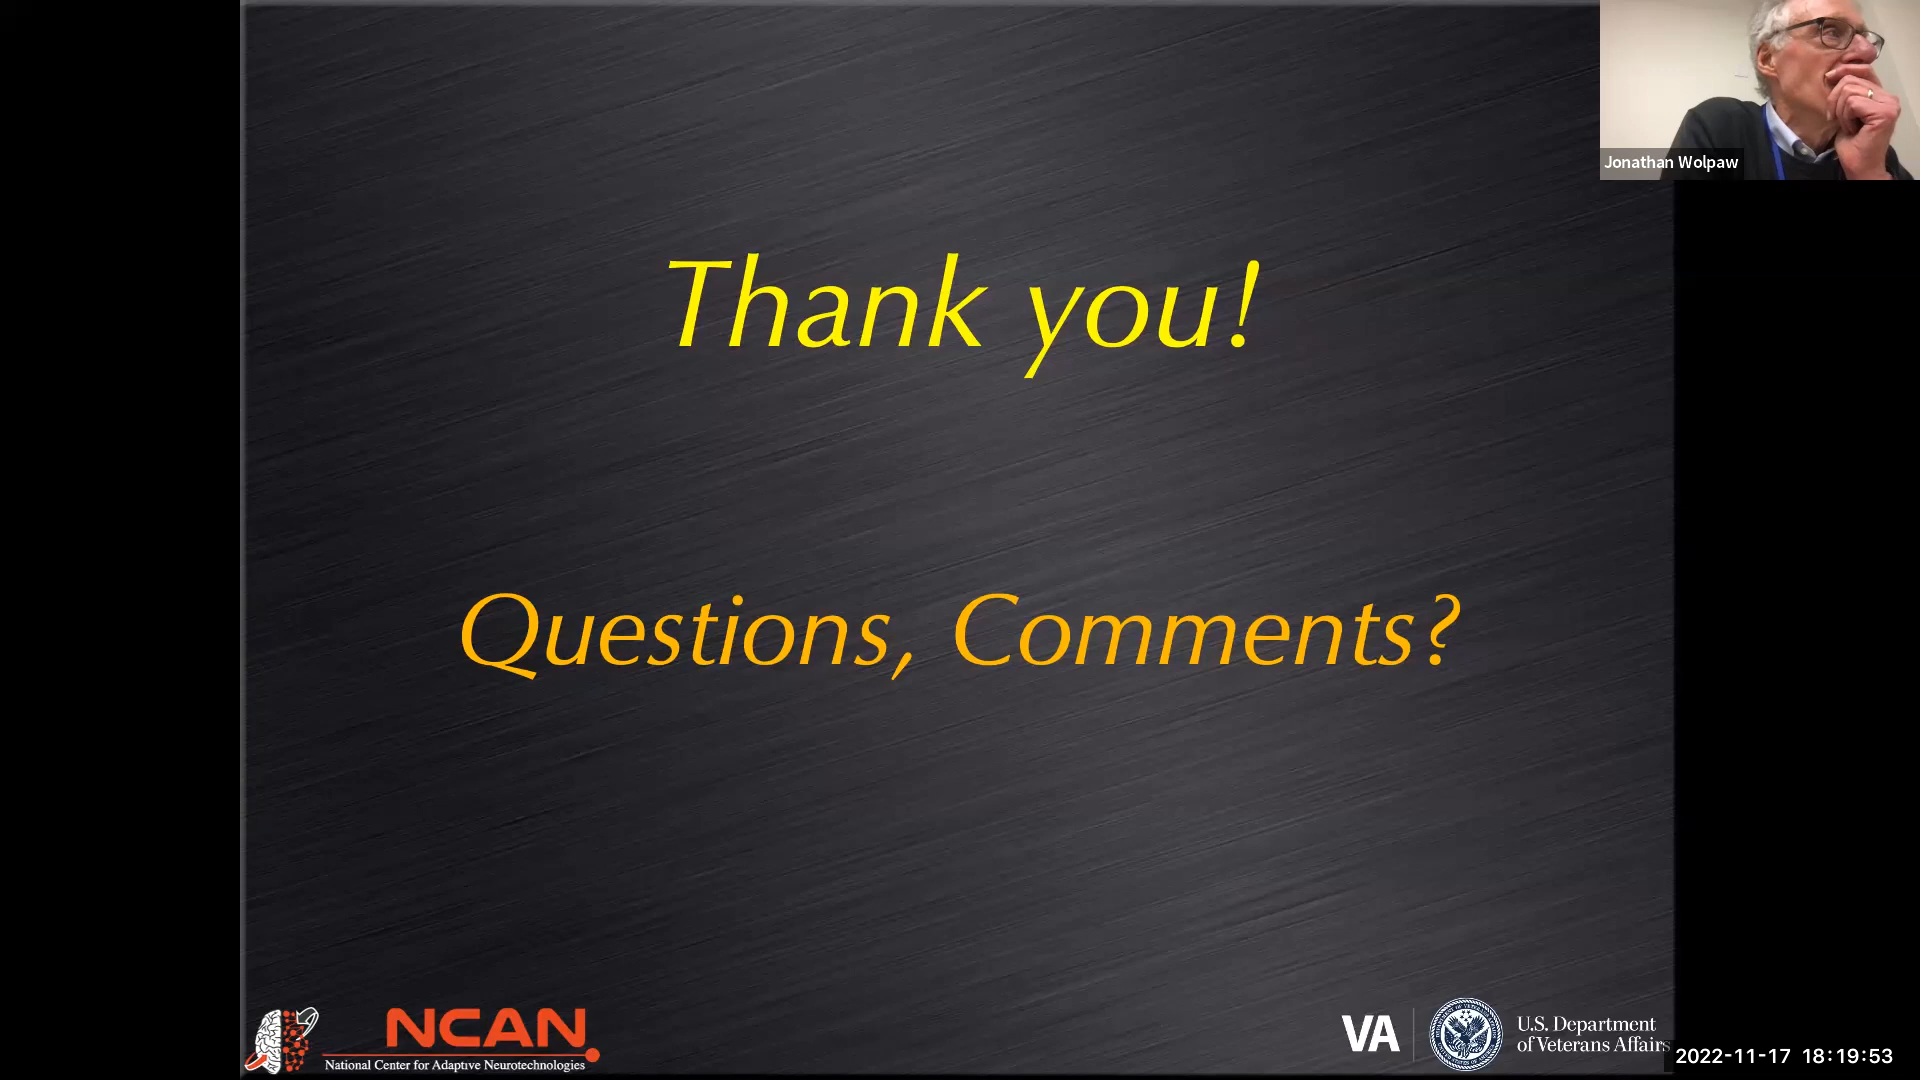 Jonathan Wolpaw
Thank you!
Questions, Comments?
NCAN
National Center for Adaptive Neurotechnologies
VA
U.S. Department
of Veterans Affairs
2022-11-17 18:19:53